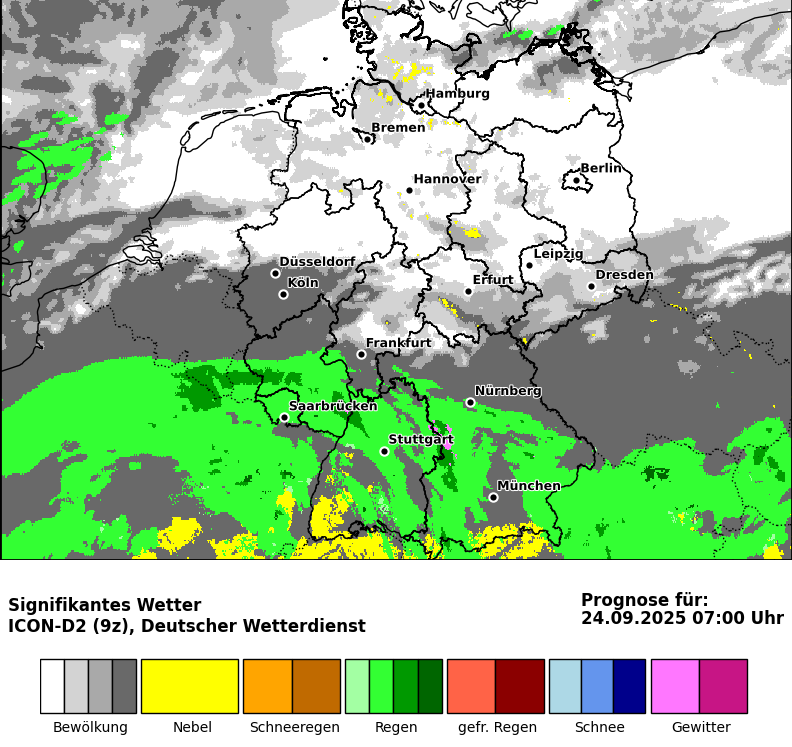 Hamburg
Bremen
Berlin
Hannover
Leipzig
Düsseldorf
Dresden
Köln
Erfurt
Frankfurt
Nürnberg
Saarbrücken
Stuttgart
München
Signifikantes Wetter
ICON-D2 (9z), Deutscher Wetterdienst
Prognose für:
24.09.2025 07:00 Uhr
Bewölkung Nebel Schneeregen Regen gefr. Regen Schnee Gewitter